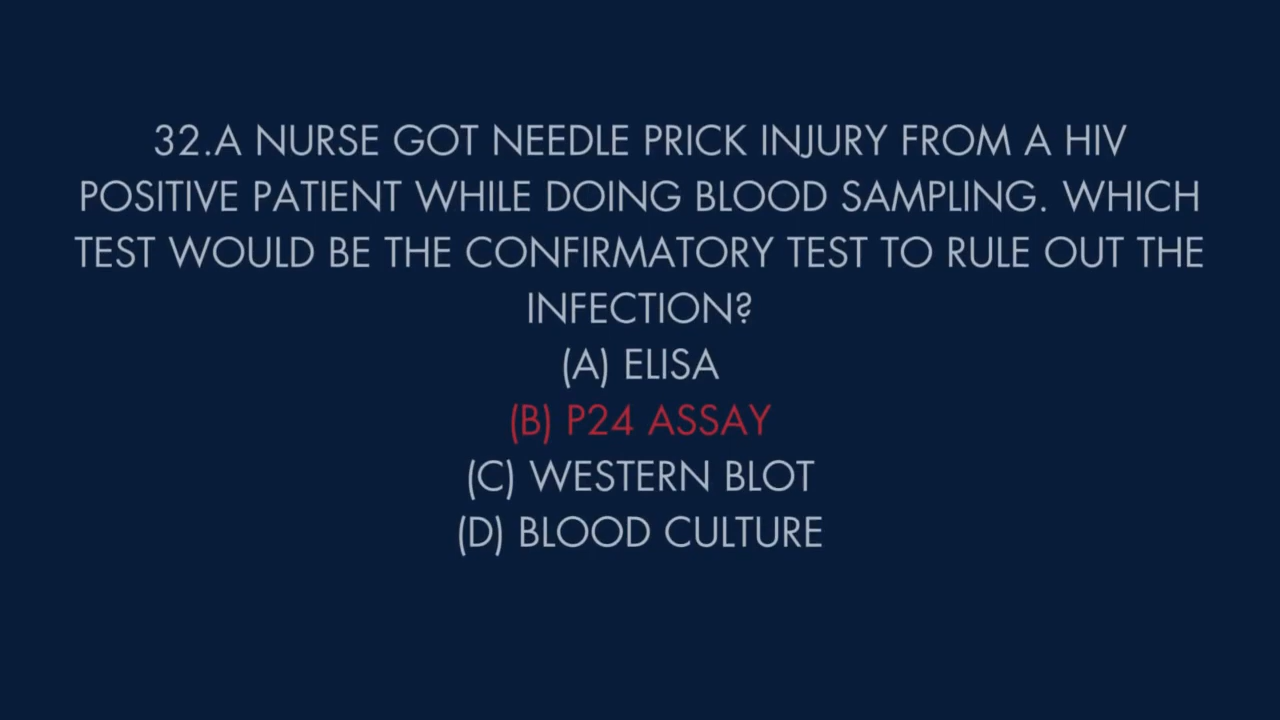 32.A NURSE GOT NEEDLE PRICK INJURY FROM A HIV
POSITIVE PATIENT WHILE DOING BLOOD SAMPLING. WHICH
TEST WOULD BE THE CONFIRMATORY TEST TO RULE OUT THE
INFECTION?
(A) ELISA
(B) P24 ASSAY
(C) WESTERN BLOT
(D) BLOOD CULTURE